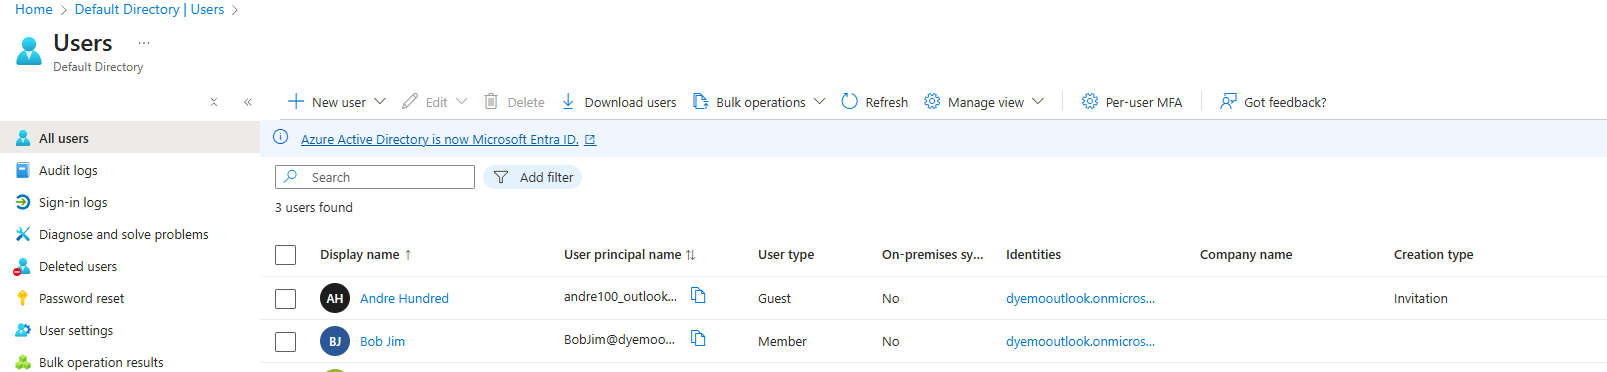 Home > Default Directory | Users >
Users ...
Default Directory
New user Edit Delete Download users Bulk operations Refresh Manage view Per-user MFA Got feedback?
All users
Audit logs
Sign-in logs
Diagnose and solve problems
Deleted users
Password reset
User settings
Bulk operation results
Azure Active Directory is now Microsoft Entra ID.
Search Add filter
3 users found
Display name ↑ User principal name ↑↓ User type On-premises sy... Identities Company name Creation type
AH Andre Hundred andre100_outlook... Guest No dyemooutlook.onmicros... Invitation
BJ Bob Jim BobJim@dyemoo... Member No dyemooutlook.onmicros...